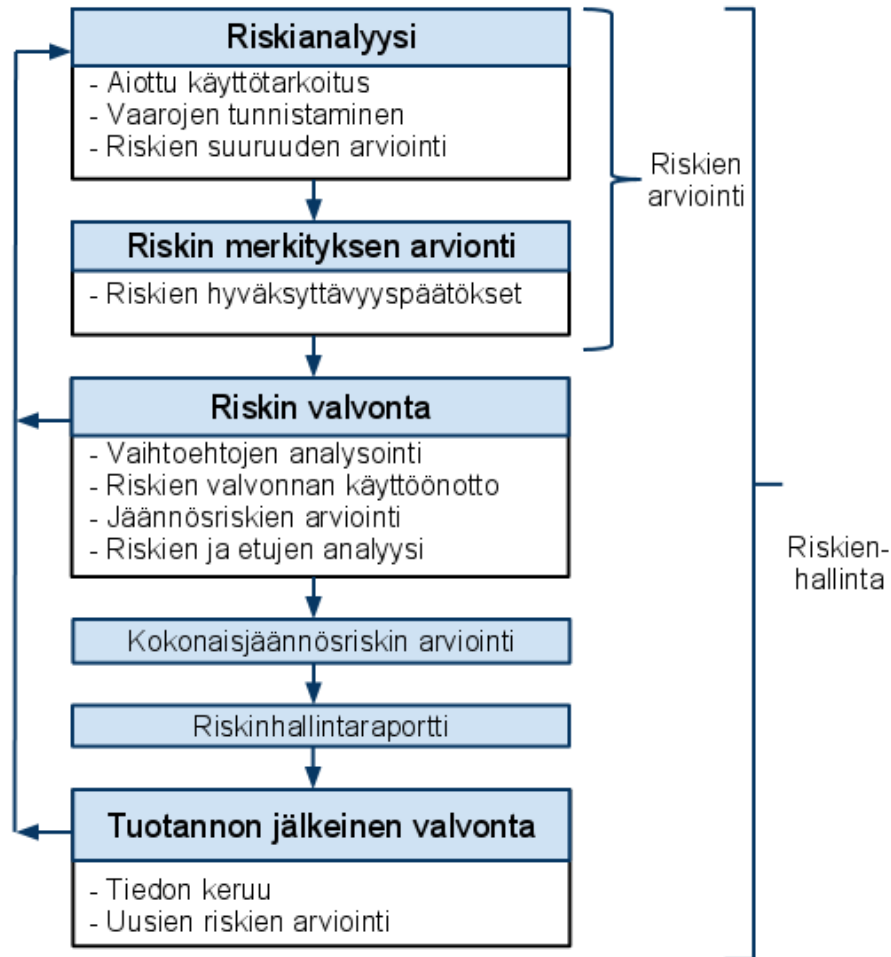 Riskianalyysi
- Aiottu käyttötarkoitus
- Vaarojen tunnistaminen
- Riskien suuruuden arviointi
Riskien
arviointi
Riskin merkityksen arvionti
- Riskien hyväksyttävyyspäätökset
Riskin valvonta
- Vaihtoehtojen analysointi
- Riskien valvonnan käyttöönotto
- Jäännösriskien arviointi
- Riskien ja etujen analyysi
Riskien-
hallinta
Kokonaisjäännösriskin arviointi
Riskinhallintaraportti
Tuotannon jälkeinen valvonta
- Tiedon keruu
- Uusien riskien arviointi